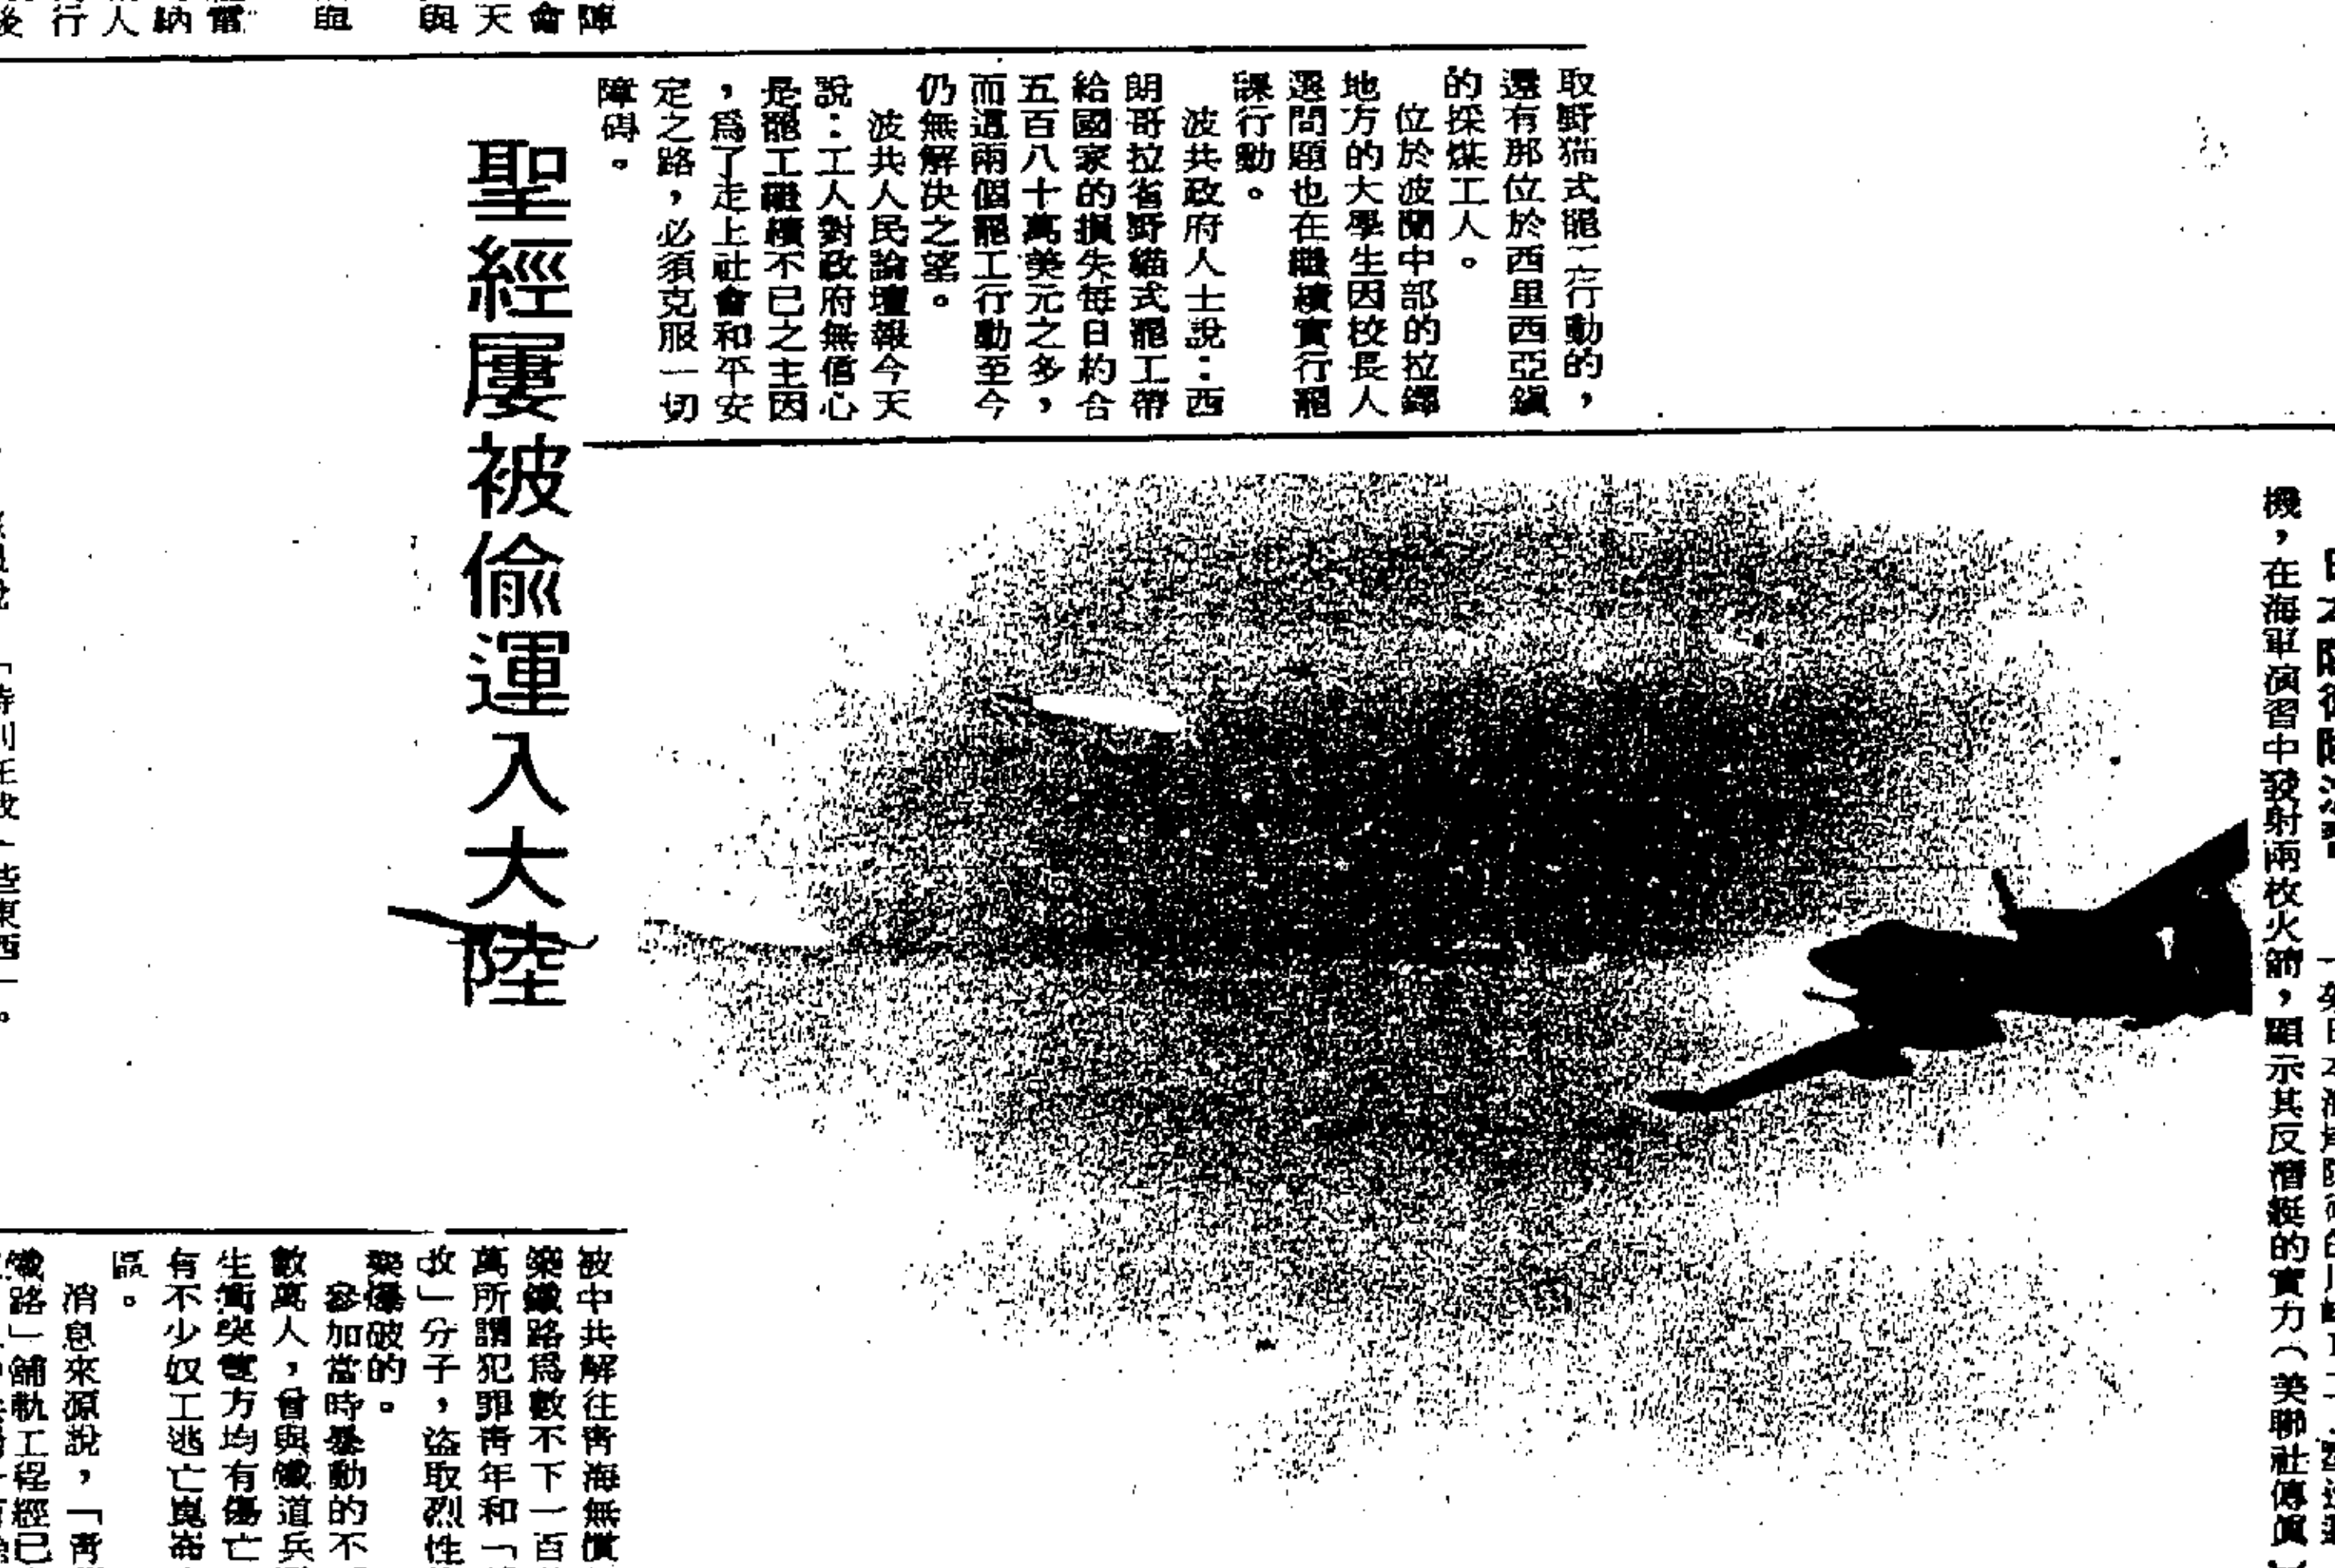 取野猫式罷工行動的，
還有那位於西里西亞鎮
的採煤工人。
位於波蘭中部的拉鐸
地方的大學生因校長人
選問題也在繼續實行罷
課行動。
波共政府人士說：西
朗哥拉省野貓式罷工帶
給國家的損失每日約合
五百八十萬美元之多，
而這兩個罷工行動至今
仍無解决之望。
波共人民論壇報今天
說：工人對政府無信心
是罷工繼續不已之主因
，爲了走上社會和平安
定之路，必須克服一切
障碍。
機，在海軍演習中發射兩枚火箭，顯示其反潛艇的實力（美聯社傳眞
聖經屢被偷運入大陸
被中共解往青海無償
築鐵路爲數不下一百
萬所謂犯罪青年和「
敌」分子，盜取烈性
爆破的。
參加當時暴動的不
數萬人，曾與鐵道兵
生衝突雙方均有傷亡
有不少奴工逃亡崑崙
區。
消息來源說，「青
鐵路」舖軌工程經已